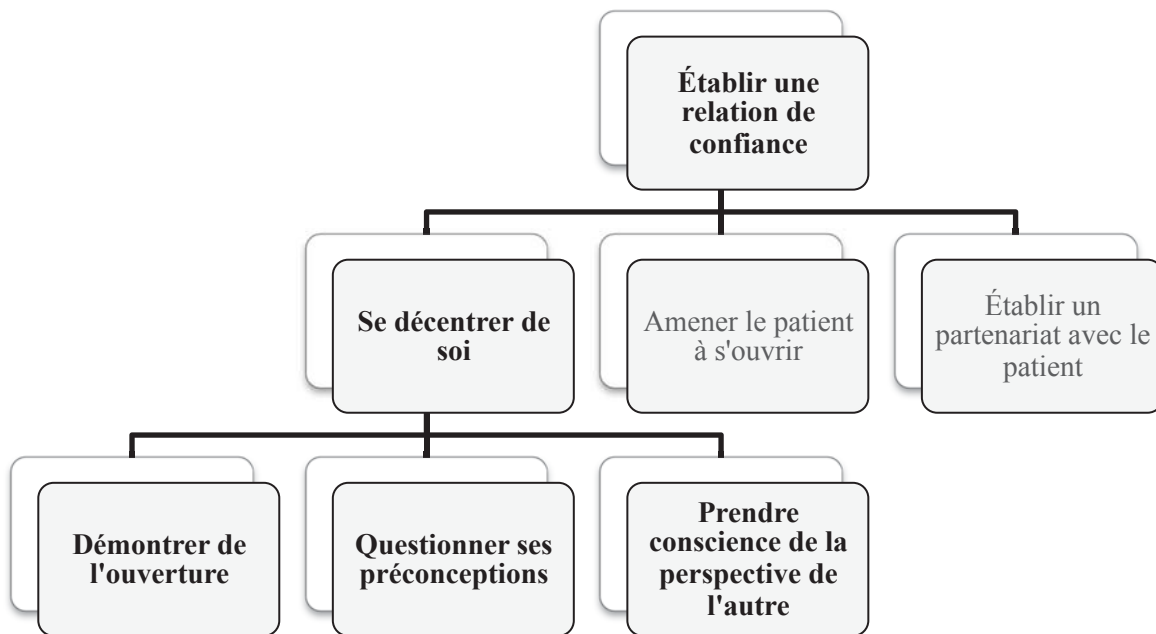 Établir une
relation de
confiance
Se décentrer de
soi
Amener le patient
à s'ouvrir
Établir un
partenariat avec le
patient
Démontrer de
l'ouverture
Questionner ses
préconceptions
Prendre
conscience de la
perspective de
l'autre